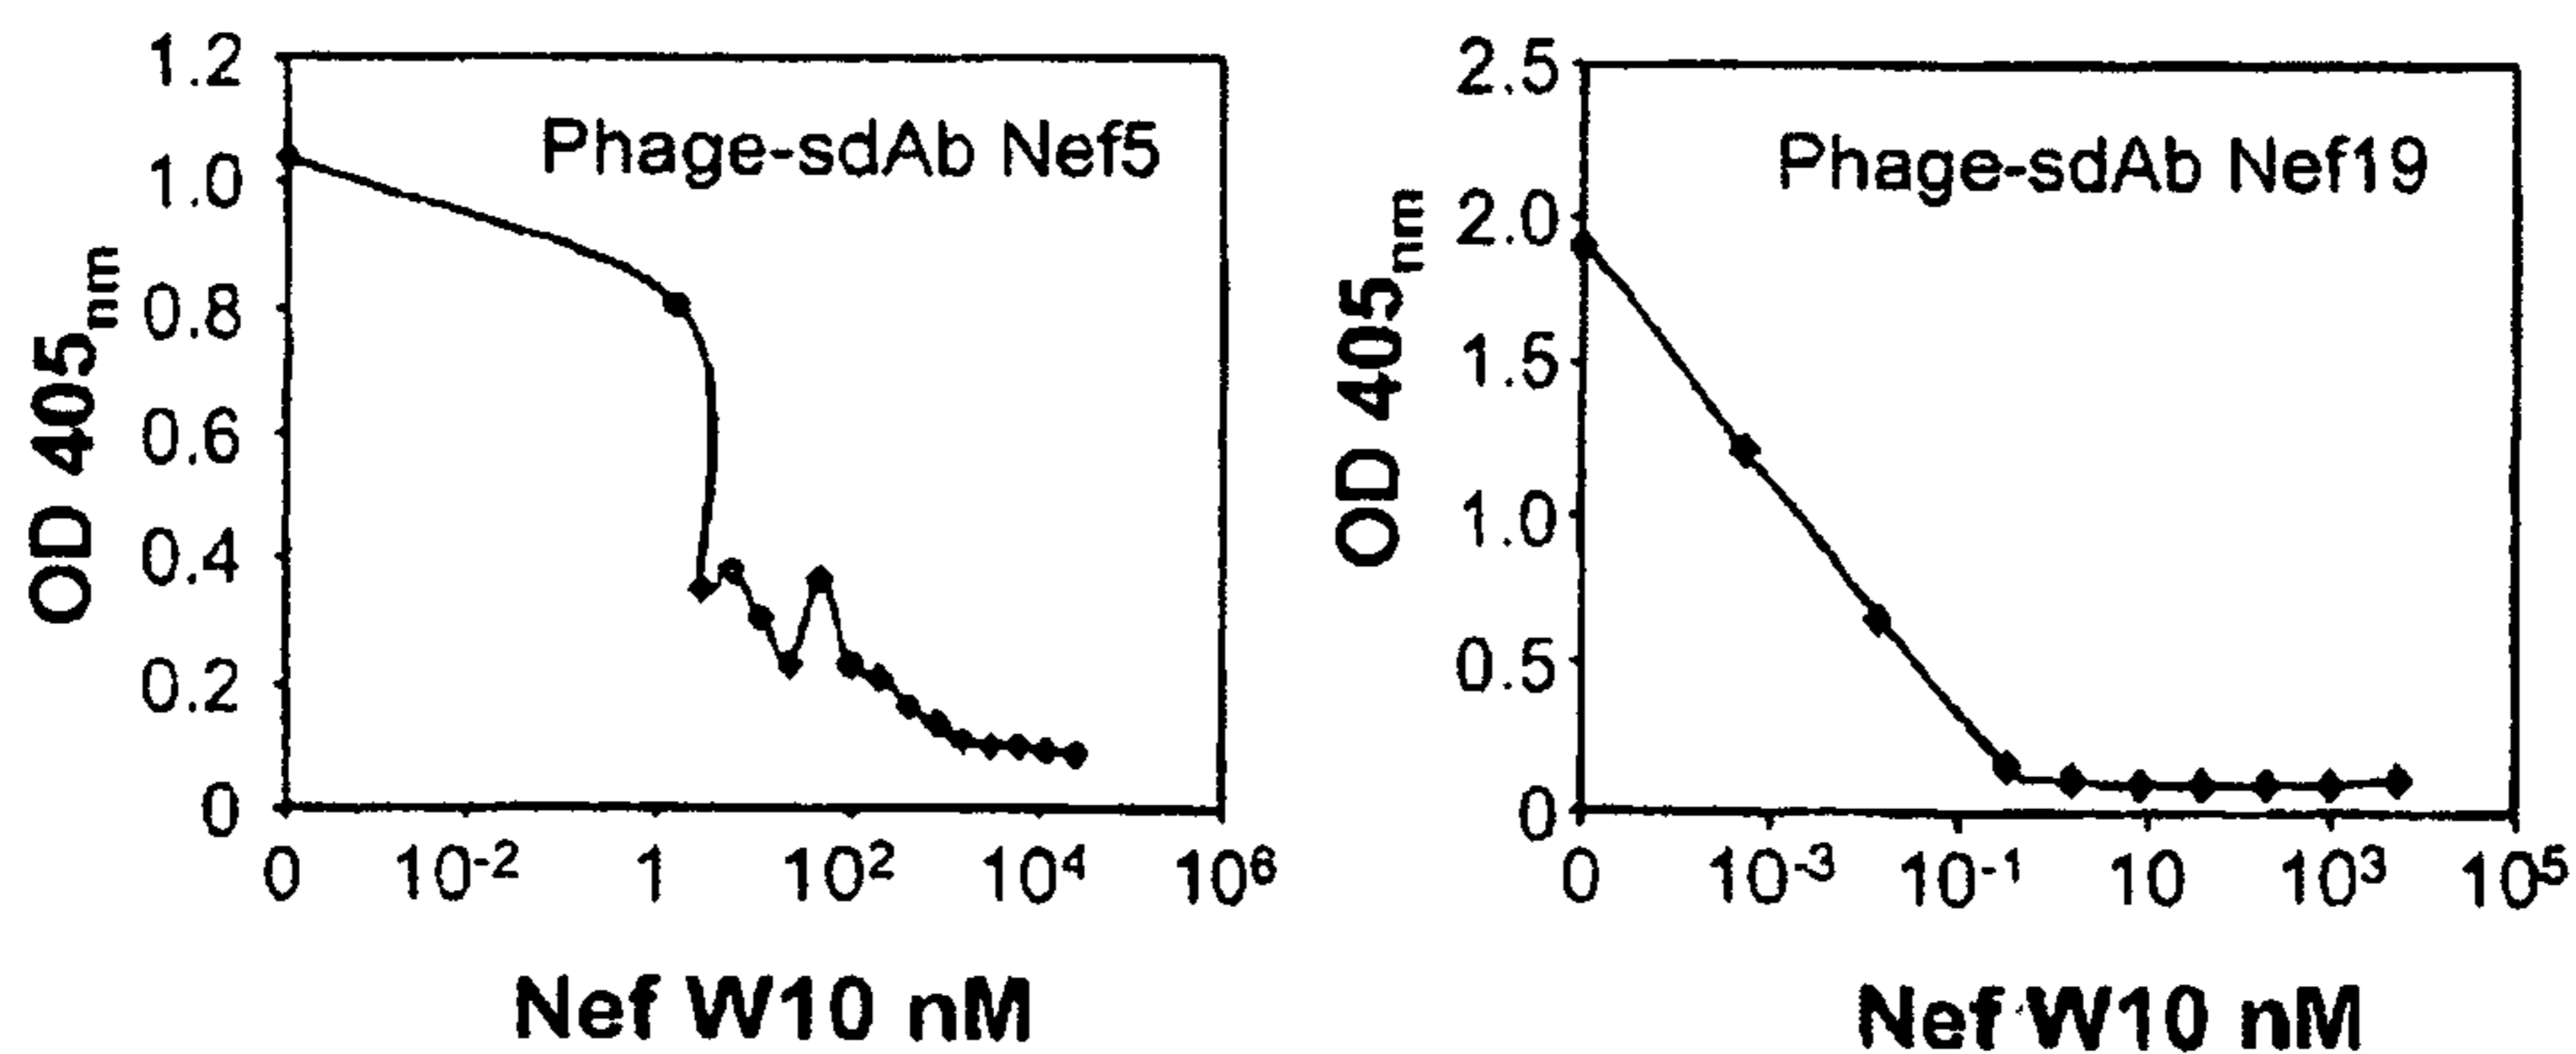 1.2
1.0
0.8
0.6
0.4
0.2
0
OD 405nm
Phage-sdAb Nef5
0 10-2 1 10² 10⁴ 10⁶
Nef W10 nM
2.5
2.0
1.5
1.0
0.5
0
OD 405nm
Phage-sdAb Nef19
0 10-3 10-1 10 10³ 10⁵
Nef W10 nM